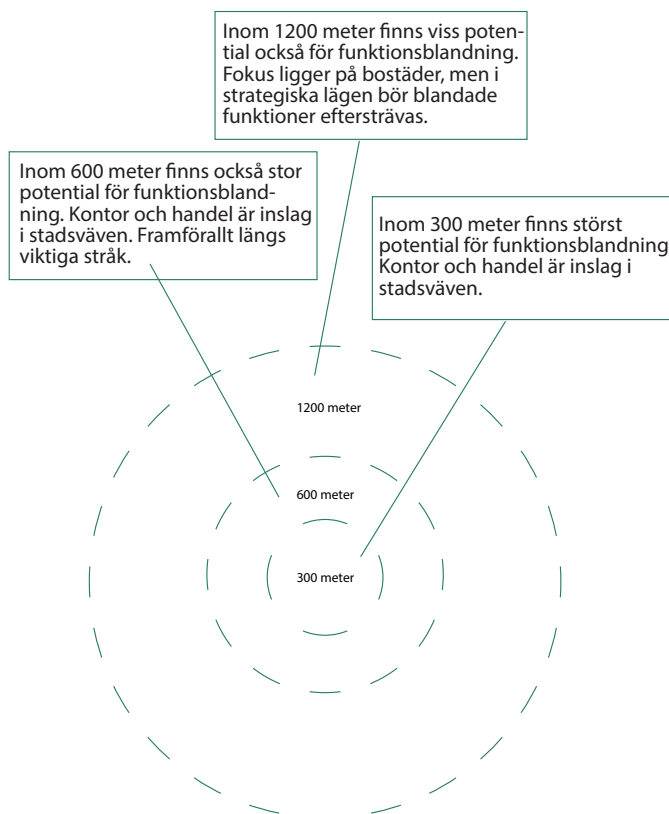 Inom 1200 meter finns viss poten-
tial också för funktionsblandning.
Fokus ligger på bostäder, men i
strategiska lägen bör blandade
funktioner eftersträvas.
Inom 600 meter finns också stor
potential för funktionsbland-
ning. Kontor och handel är inslag
i stadsväven. Framförallt längs
viktiga stråk.
Inom 300 meter finns störst
potential för funktionsblandning
Kontor och handel är inslag i
stadsväven.
1200 meter
600 meter
300 meter